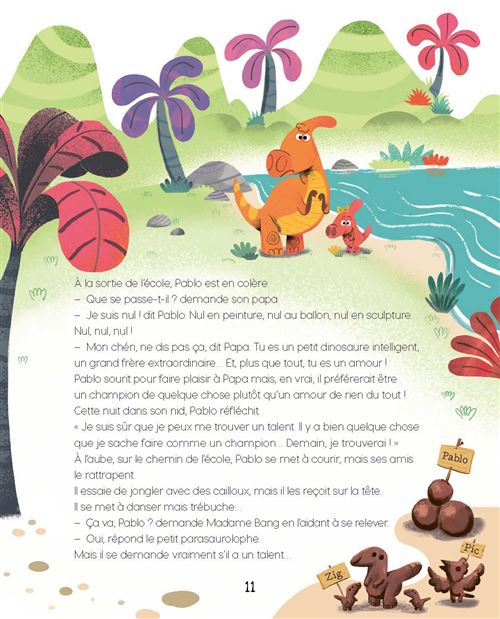 À la sortie de l'école, Pablo est en colère.
– Que se passe-t-il ? demande son papa.
– Je suis nul ! dit Pablo. Nul en peinture, nul au ballon, nul en sculpture…
Nul, nul, nul !
– Mon chéri, ne dis pas ça, dit Papa. Tu es un petit dinosaure intelligent,
un grand frère extraordinaire… Et, plus que tout, tu es un amour !
Pablo sourit pour faire plaisir à Papa mais, en vrai, il préférerait être
un champion de quelque chose plutôt qu'un amour de rien du tout !
Cette nuit dans son nid, Pablo réfléchit.
« Je suis sûr que je peux me trouver un talent. Il y a bien quelque chose
que je sache faire comme un champion… Demain, je trouverai ! »
À l'aube, sur le chemin de l'école, Pablo se met à courir, mais ses amis
le rattrapent.
Il essaie de jongler avec des cailloux, mais il les reçoit sur la tête.
Il se met à danser mais trébuche…
– Ça va, Pablo ? demande Madame Bang en l'aidant à se relever.
– Oui, répond le petit parasaurolophe.
Mais il se demande vraiment s'il a un talent…
Pablo
Pic
Zig
11